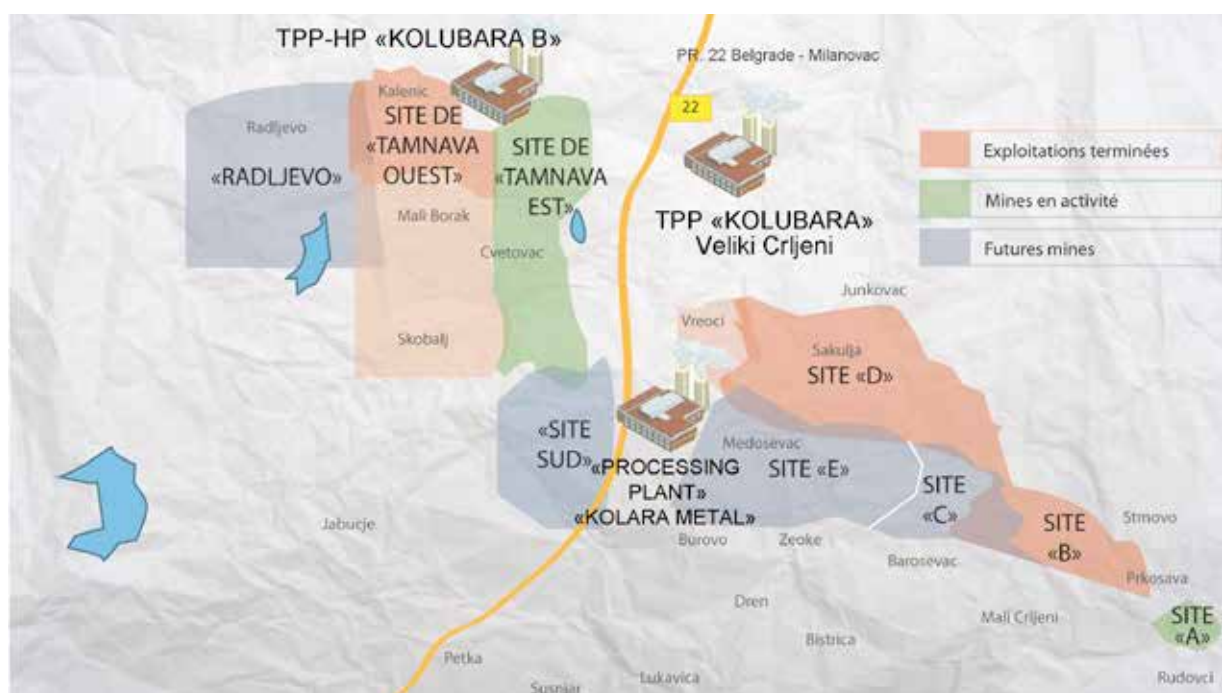 TPP-HP «KOLUBARA B»
PR. 22 Belgrade - Milanovac
22
Kalenic
SITE DE
«TAMNAVA
OUEST»
Radljevo
«RADLJEVO»
SITE DE
«TAMNAVA
EST»
Mali Borak
Cvetovac
Skobalj
TPP «KOLUBARA»
Veliki Crljeni
Exploitations terminées
Mines en activité
Futures mines
Junkovac
Vreoci
Sakulja
SITE «D»
«SITE
SUD»
Medosevac
SITE «E»
«PROCESSING
PLANT»
«KOLARA METAL»
SITE
«C»
SITE
«B»
Strnovo
Jabucje
Burovo
Zeoke
Barosevac
Prkosava
Dren
Mali Crljeni
Bistrica
SITE
«A»
Petka
Lukavica
Susnjar
Rudovci